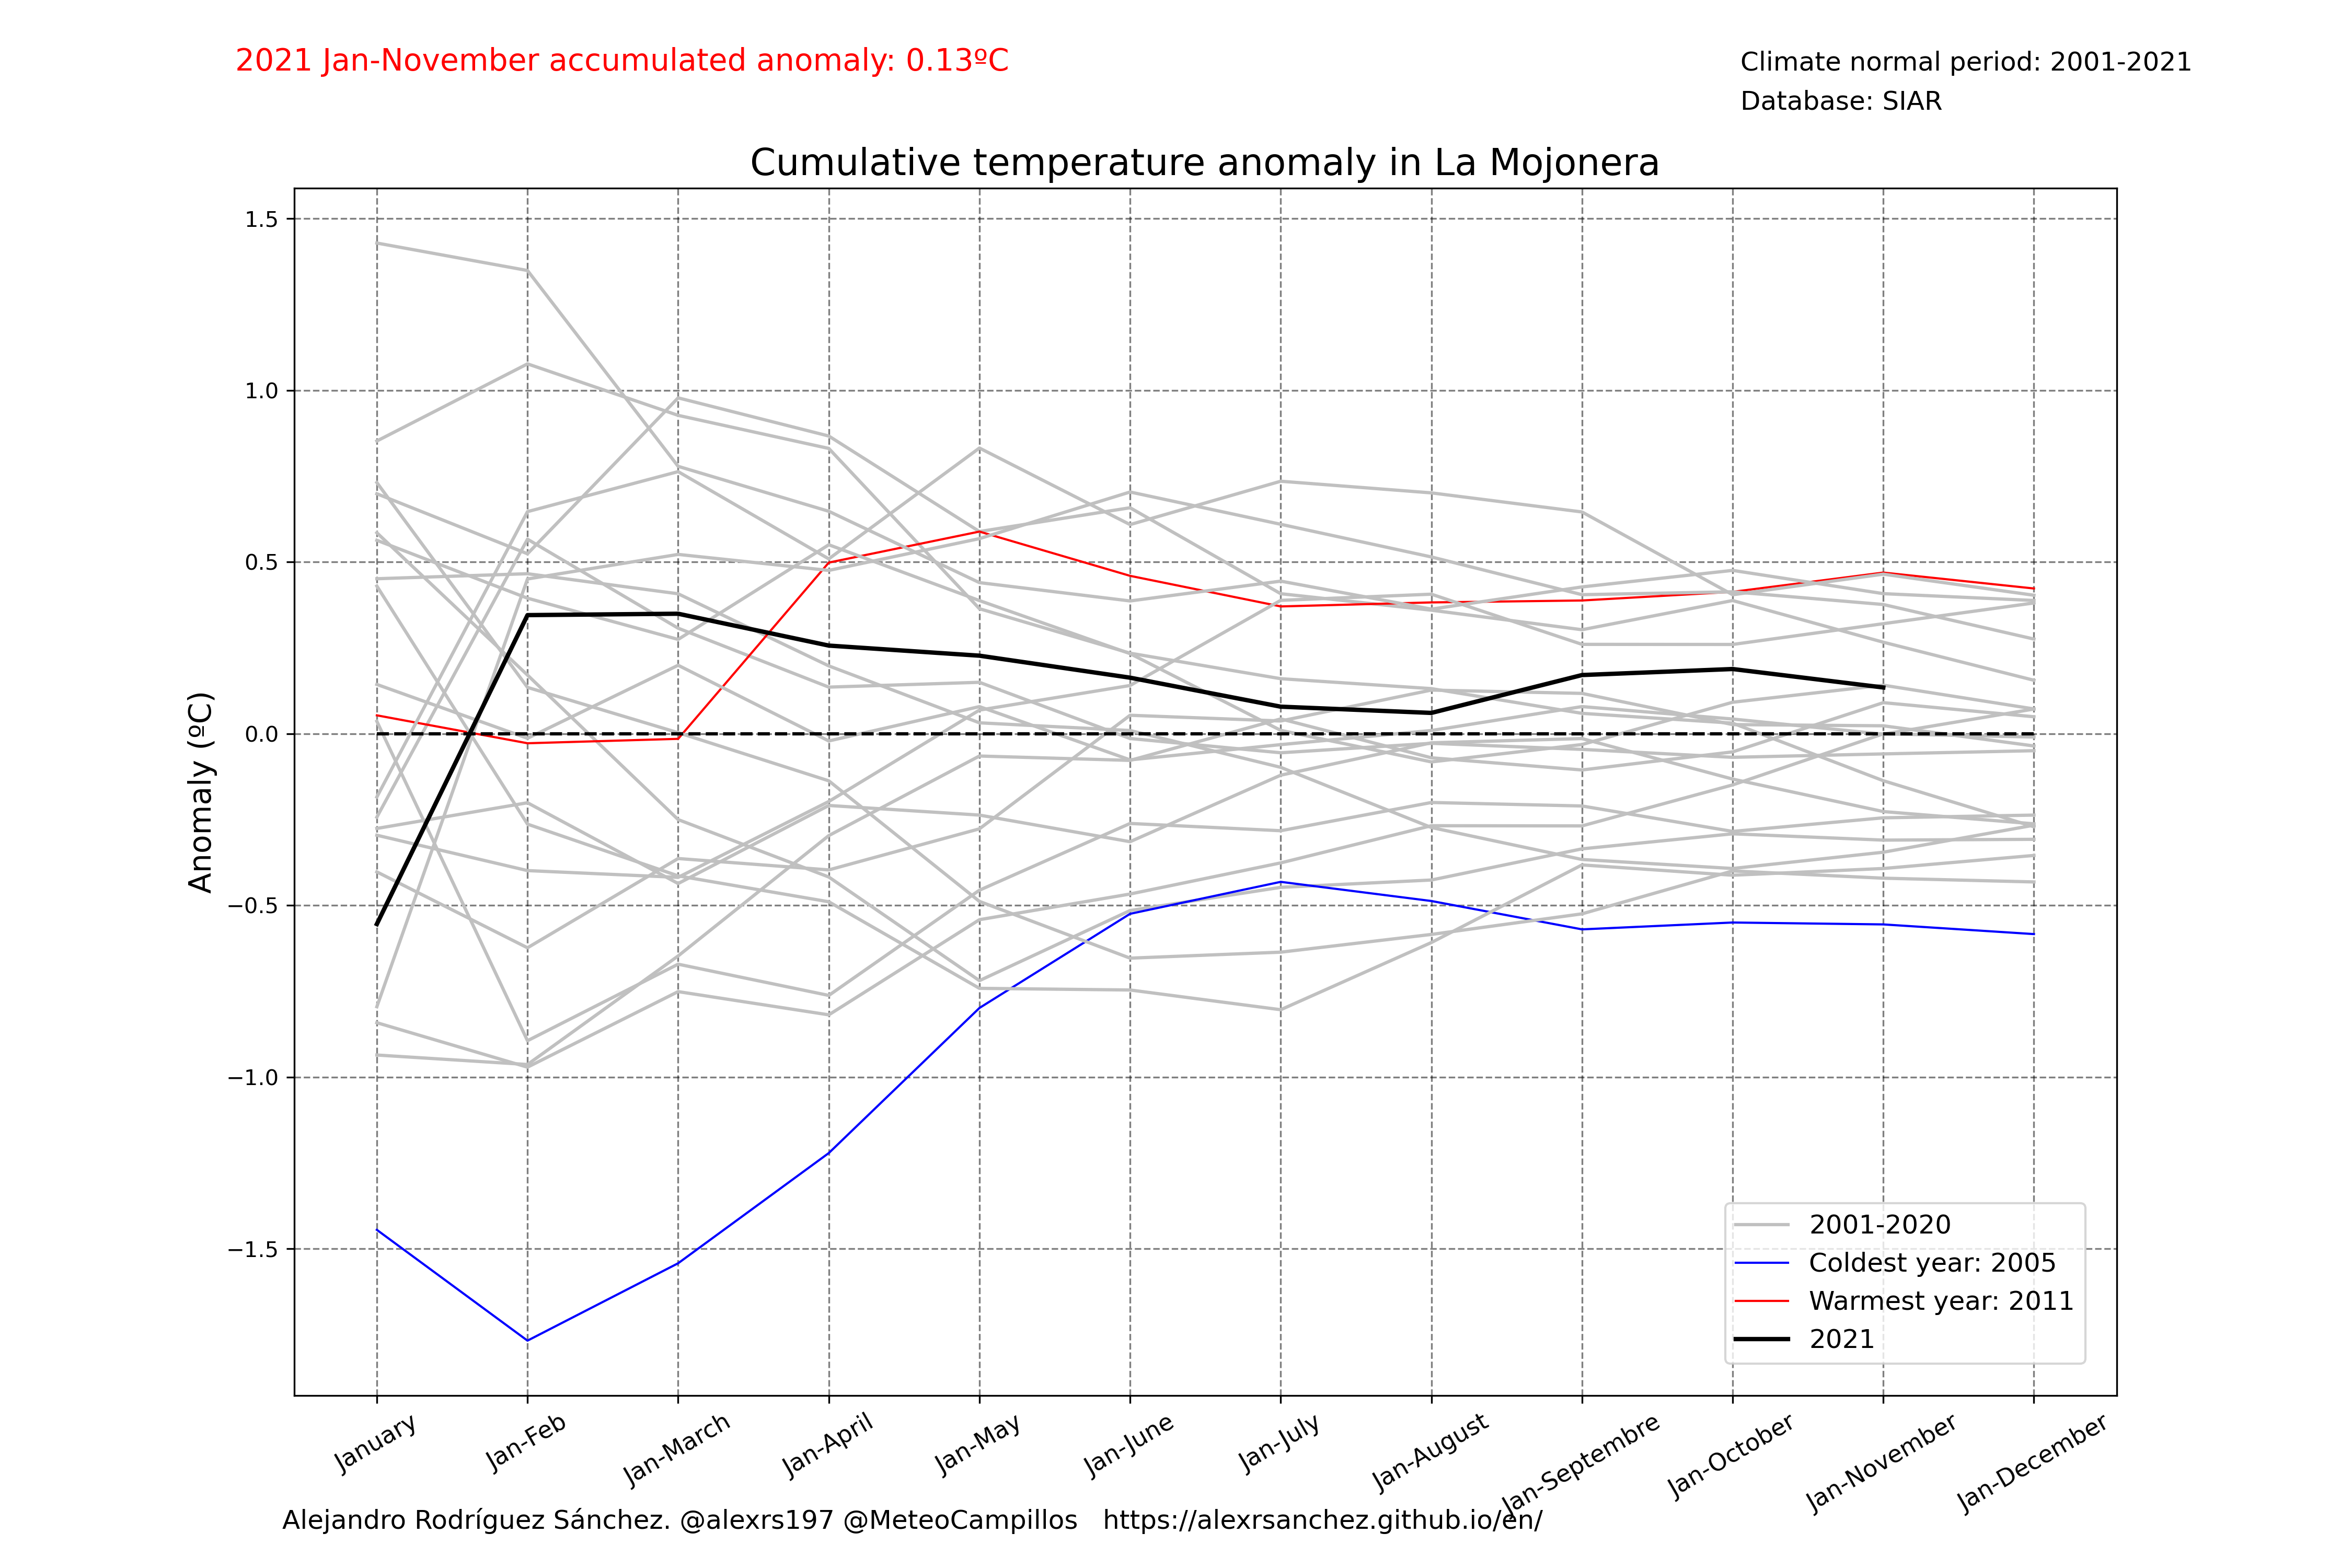 2021 Jan-November accumulated anomaly: 0.13ºC
Climate normal period: 2001-2021
Database: SIAR
Cumulative temperature anomaly in La Mojonera
Anomaly (ºC)
1.5
1.0
0.5
0.0
−0.5
−1.0
−1.5
2001-2020
Coldest year: 2005
Warmest year: 2011
2021
January
Jan-Feb
Jan-March
Jan-April
Jan-May
Jan-June
Jan-July
Jan-August
Jan-Septembre
Jan-October
Jan-November
Jan-December
Alejandro Rodríguez Sánchez. @alexrs197 @MeteoCampillos https://alexrsanchez.github.io/en/